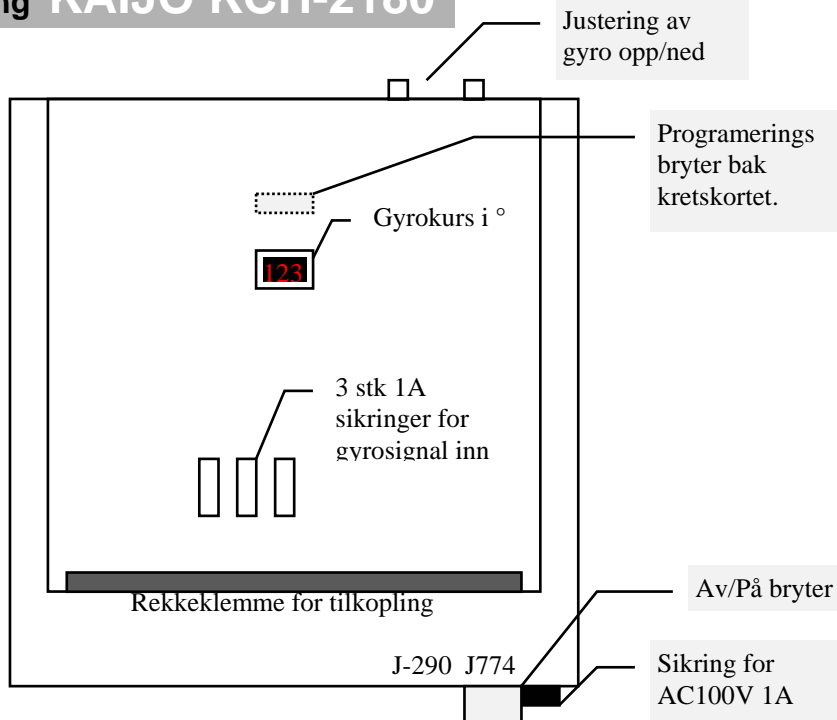 KAIJO KCH-2180
Justering av
gyro opp/ned
Programerings
bryter bak
kretskortet.
Gyrokurs i °
123
3 stk 1A
sikringer for
gyrosignal inn
Rekkeklemme for tilkopling
Av/På bryter
J-290 J774
Sikring for
AC100V 1A